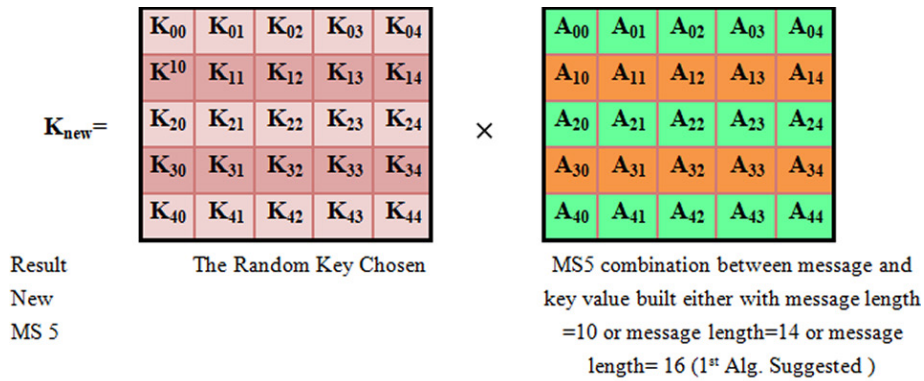 K₀₀ K₀₁ K₀₂ K₀₃ K₀₄ A₀₀ A₀₁ A₀₂ A₀₃ A₀₄
K¹⁰ K₁₁ K₁₂ K₁₃ K₁₄ A₁₀ A₁₁ A₁₂ A₁₃ A₁₄
Kₙₑw= K₂₀ K₂₁ K₂₂ K₂₃ K₂₄ × A₂₀ A₂₁ A₂₂ A₂₃ A₂₄
K₃₀ K₃₁ K₃₂ K₃₃ K₃₄ A₃₀ A₃₁ A₃₂ A₃₃ A₃₄
K₄₀ K₄₁ K₄₂ K₄₃ K₄₄ A₄₀ A₄₁ A₄₂ A₄₃ A₄₄
Result
New
MS 5
The Random Key Chosen
MS5 combination between message and
key value built either with message length
=10 or message length=14 or message
length= 16 (1ˢᵗ Alg. Suggested )